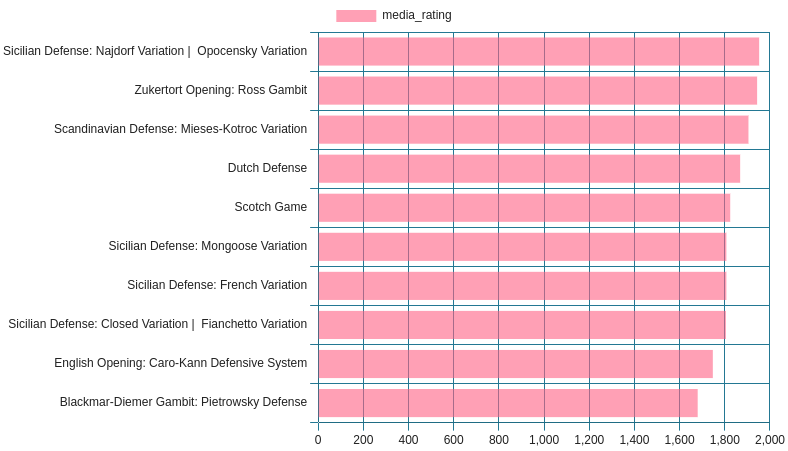 media_rating
Sicilian Defense: Najdorf Variation |  Opocensky Variation
Zukertort Opening: Ross Gambit
Scandinavian Defense: Mieses-Kotroc Variation
Dutch Defense
Scotch Game
Sicilian Defense: Mongoose Variation
Sicilian Defense: French Variation
Sicilian Defense: Closed Variation |  Fianchetto Variation
English Opening: Caro-Kann Defensive System
Blackmar-Diemer Gambit: Pietrowsky Defense
0 200 400 600 800 1,000 1,200 1,400 1,600 1,800 2,000